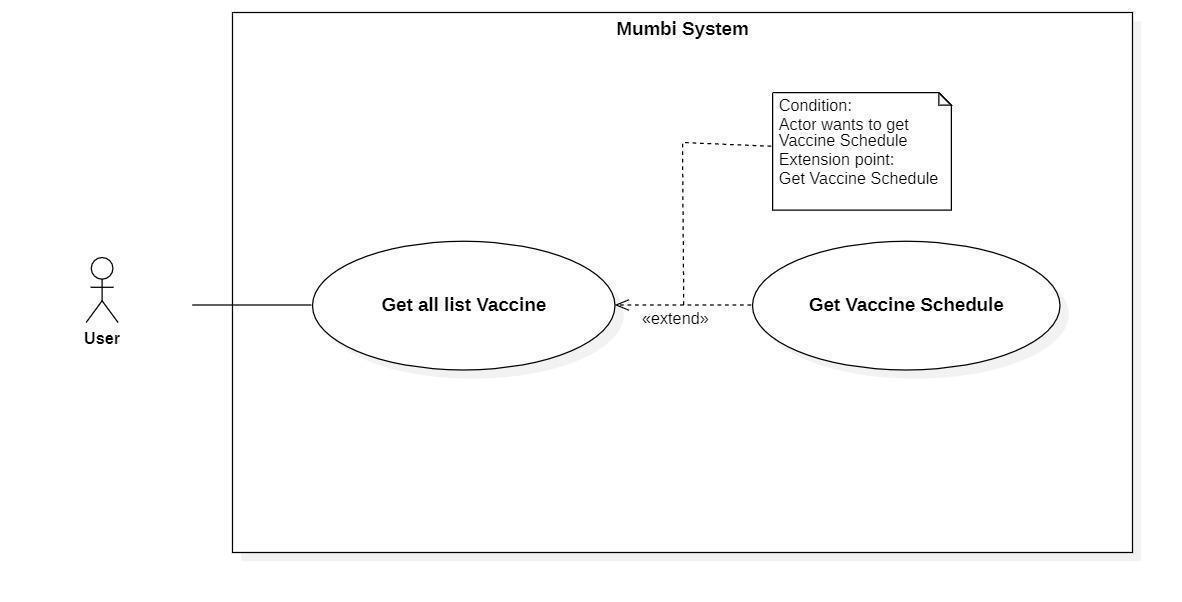 Mumbi System
Condition:
Actor wants to get
Vaccine Schedule
Extension point:
Get Vaccine Schedule
Get all list Vaccine
«extend»
Get Vaccine Schedule
User